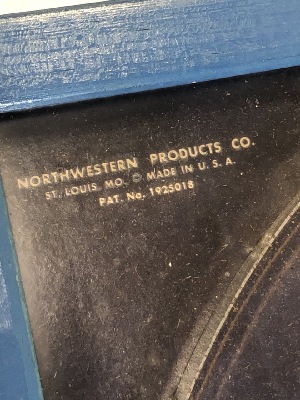 NORTHWESTERN PRODUCTS CO.
ST. LOUIS MO. © MADE IN U. S. A.
PAT. No. 1925018